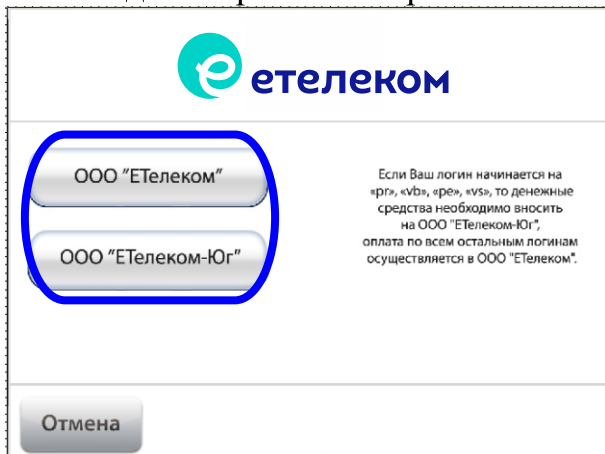 етелеком
ООО "ЕТелеком"
ООО "ЕТелеком-Юг"
Если Ваш логин начинается на
«pr», «vb», «pe», «vs», то денежные
средства необходимо вносить
на ООО "ЕТелеком-Юг",
оплата по всем остальным логинам
осуществляется в ООО "ЕТелеком".
Отмена